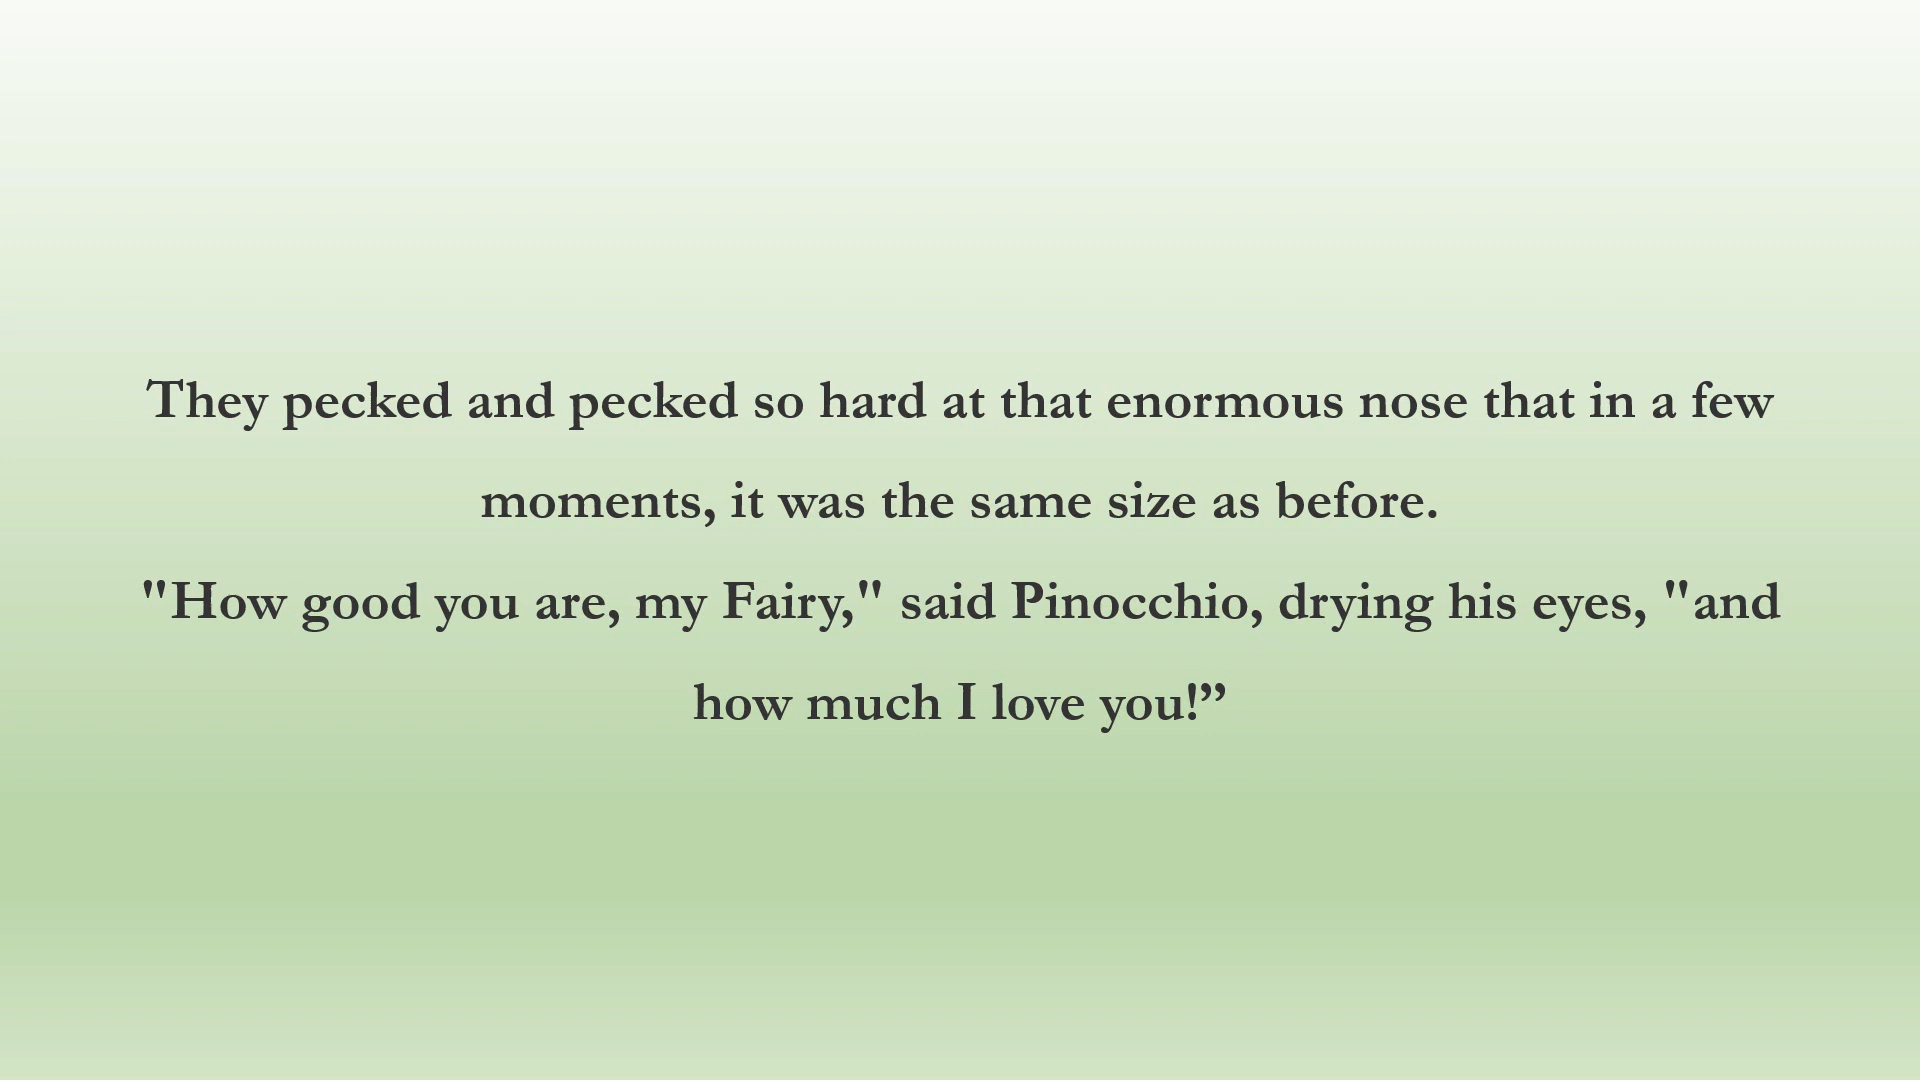 They pecked and pecked so hard at that enormous nose that in a few
moments, it was the same size as before.
"How good you are, my Fairy," said Pinocchio, drying his eyes, "and
how much I love you!”